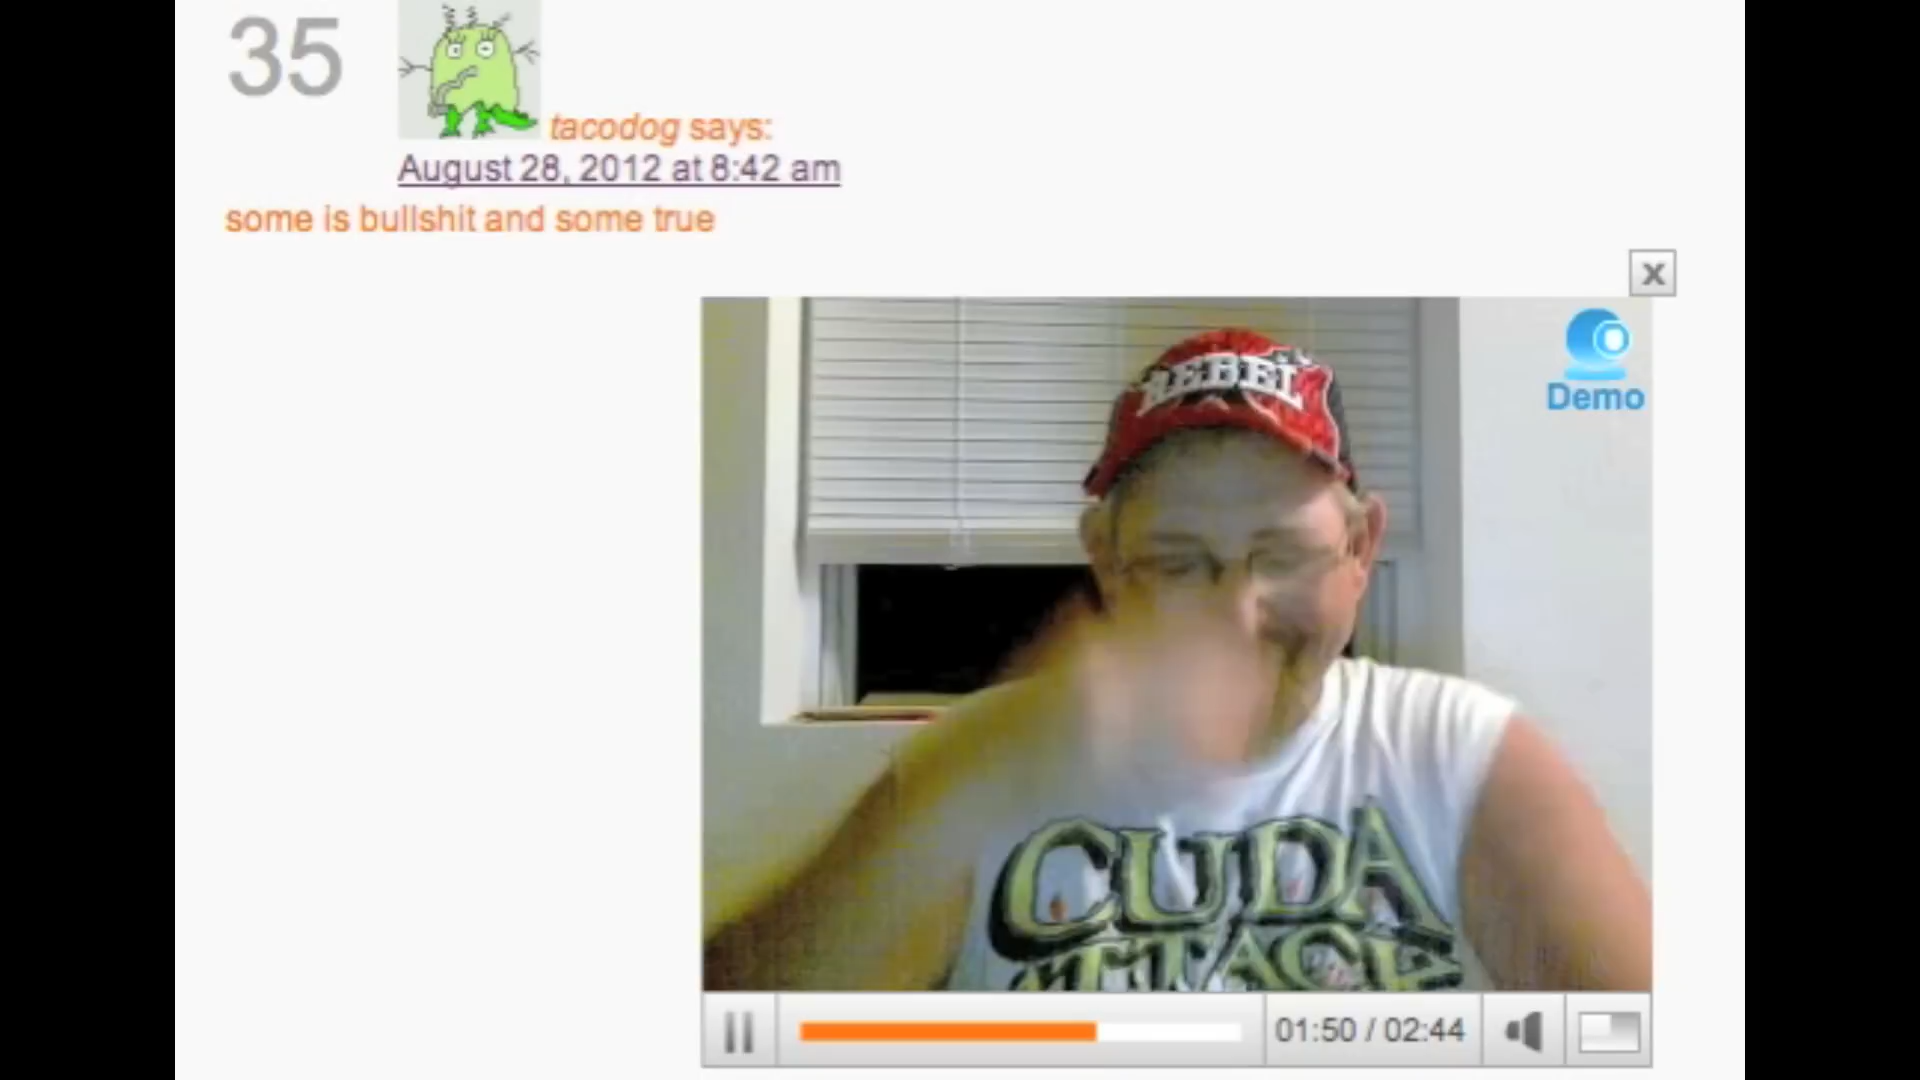 35
tacodog says:
August 28, 2012 at 8:42 am
some is bullshit and some true
x
REBEL
Demo
CUDA
ATTACK
01:50 / 02:44